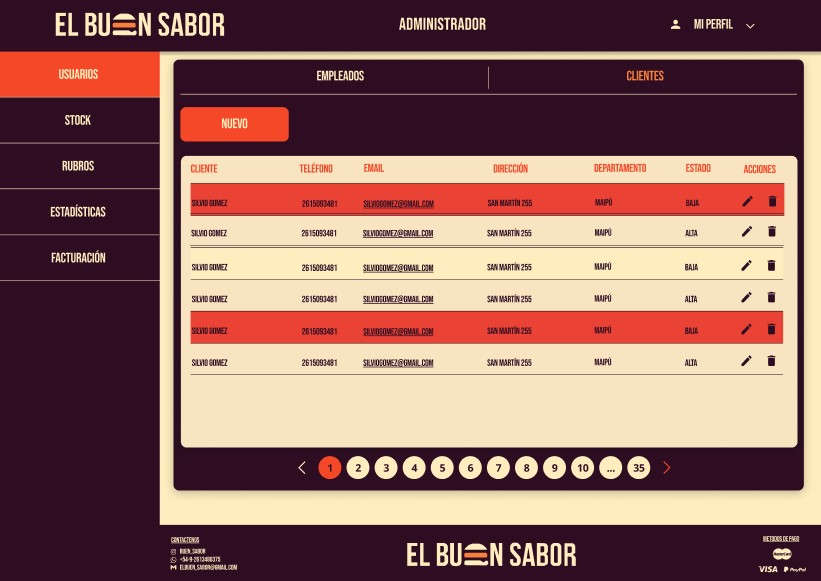 EL BUEN SABOR
ADMINISTRADOR
MI PERFIL
USUARIOS
STOCK
RUBROS
ESTADÍSTICAS
FACTURACIÓN
EMPLEADOS
CLIENTES
NUEVO
CLIENTE TELÉFONO EMAIL DIRECCIÓN DEPARTAMENTO ESTADO ACCIONES
SILVIO GOMEZ 2615093481 SILVIOGOMEZ@GMAIL.COM SAN MARTÍN 255 MAIPÚ BAJA
SILVIO GOMEZ 2615093481 SILVIOGOMEZ@GMAIL.COM SAN MARTÍN 255 MAIPÚ ALTA
SILVIO GOMEZ 2615093481 SILVIOGOMEZ@GMAIL.COM SAN MARTÍN 255 MAIPÚ BAJA
SILVIO GOMEZ 2615093481 SILVIOGOMEZ@GMAIL.COM SAN MARTÍN 255 MAIPÚ ALTA
SILVIO GOMEZ 2615093481 SILVIOGOMEZ@GMAIL.COM SAN MARTÍN 255 MAIPÚ BAJA
SILVIO GOMEZ 2615093481 SILVIOGOMEZ@GMAIL.COM SAN MARTÍN 255 MAIPÚ ALTA
1 2 3 4 5 6 7 8 9 10 ... 35
CONTACTENOS
BUEN_SABOR
+54-9-2613480375
ELBUEN_SABOR@GMAIL.COM
EL BUEN SABOR
METODOS DE PAGO
MasterCard
VISA PayPal